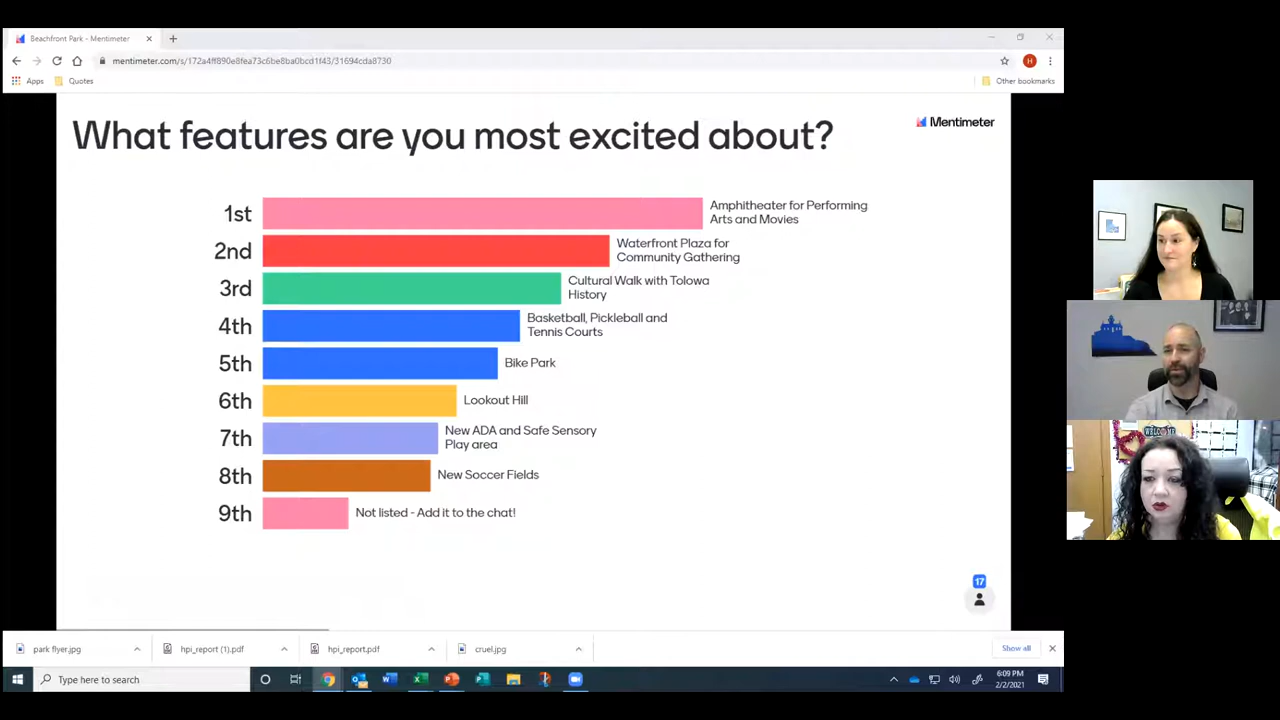 Beachfront Park - Mentimeter
mentimeter.com/s/172a4ff890e8fea73c6be8ba0bcd1f43/31694cda8730
H
Apps
Quotes
Other bookmarks
What features are you most excited about?
Mentimeter
1st
Amphitheater for Performing
Arts and Movies
2nd
Waterfront Plaza for
Community Gathering
3rd
Cultural Walk with Tolowa
History
4th
Basketball, Pickleball and
Tennis Courts
5th
Bike Park
6th
Lookout Hill
7th
New ADA and Safe Sensory
Play area
8th
New Soccer Fields
9th
Not listed - Add it to the chat!
17
WELCOME
park flyer.jpg
hpi_report (1).pdf
hpi_report.pdf
cruel.jpg
Show all
Type here to search
6:09 PM
2/2/2021